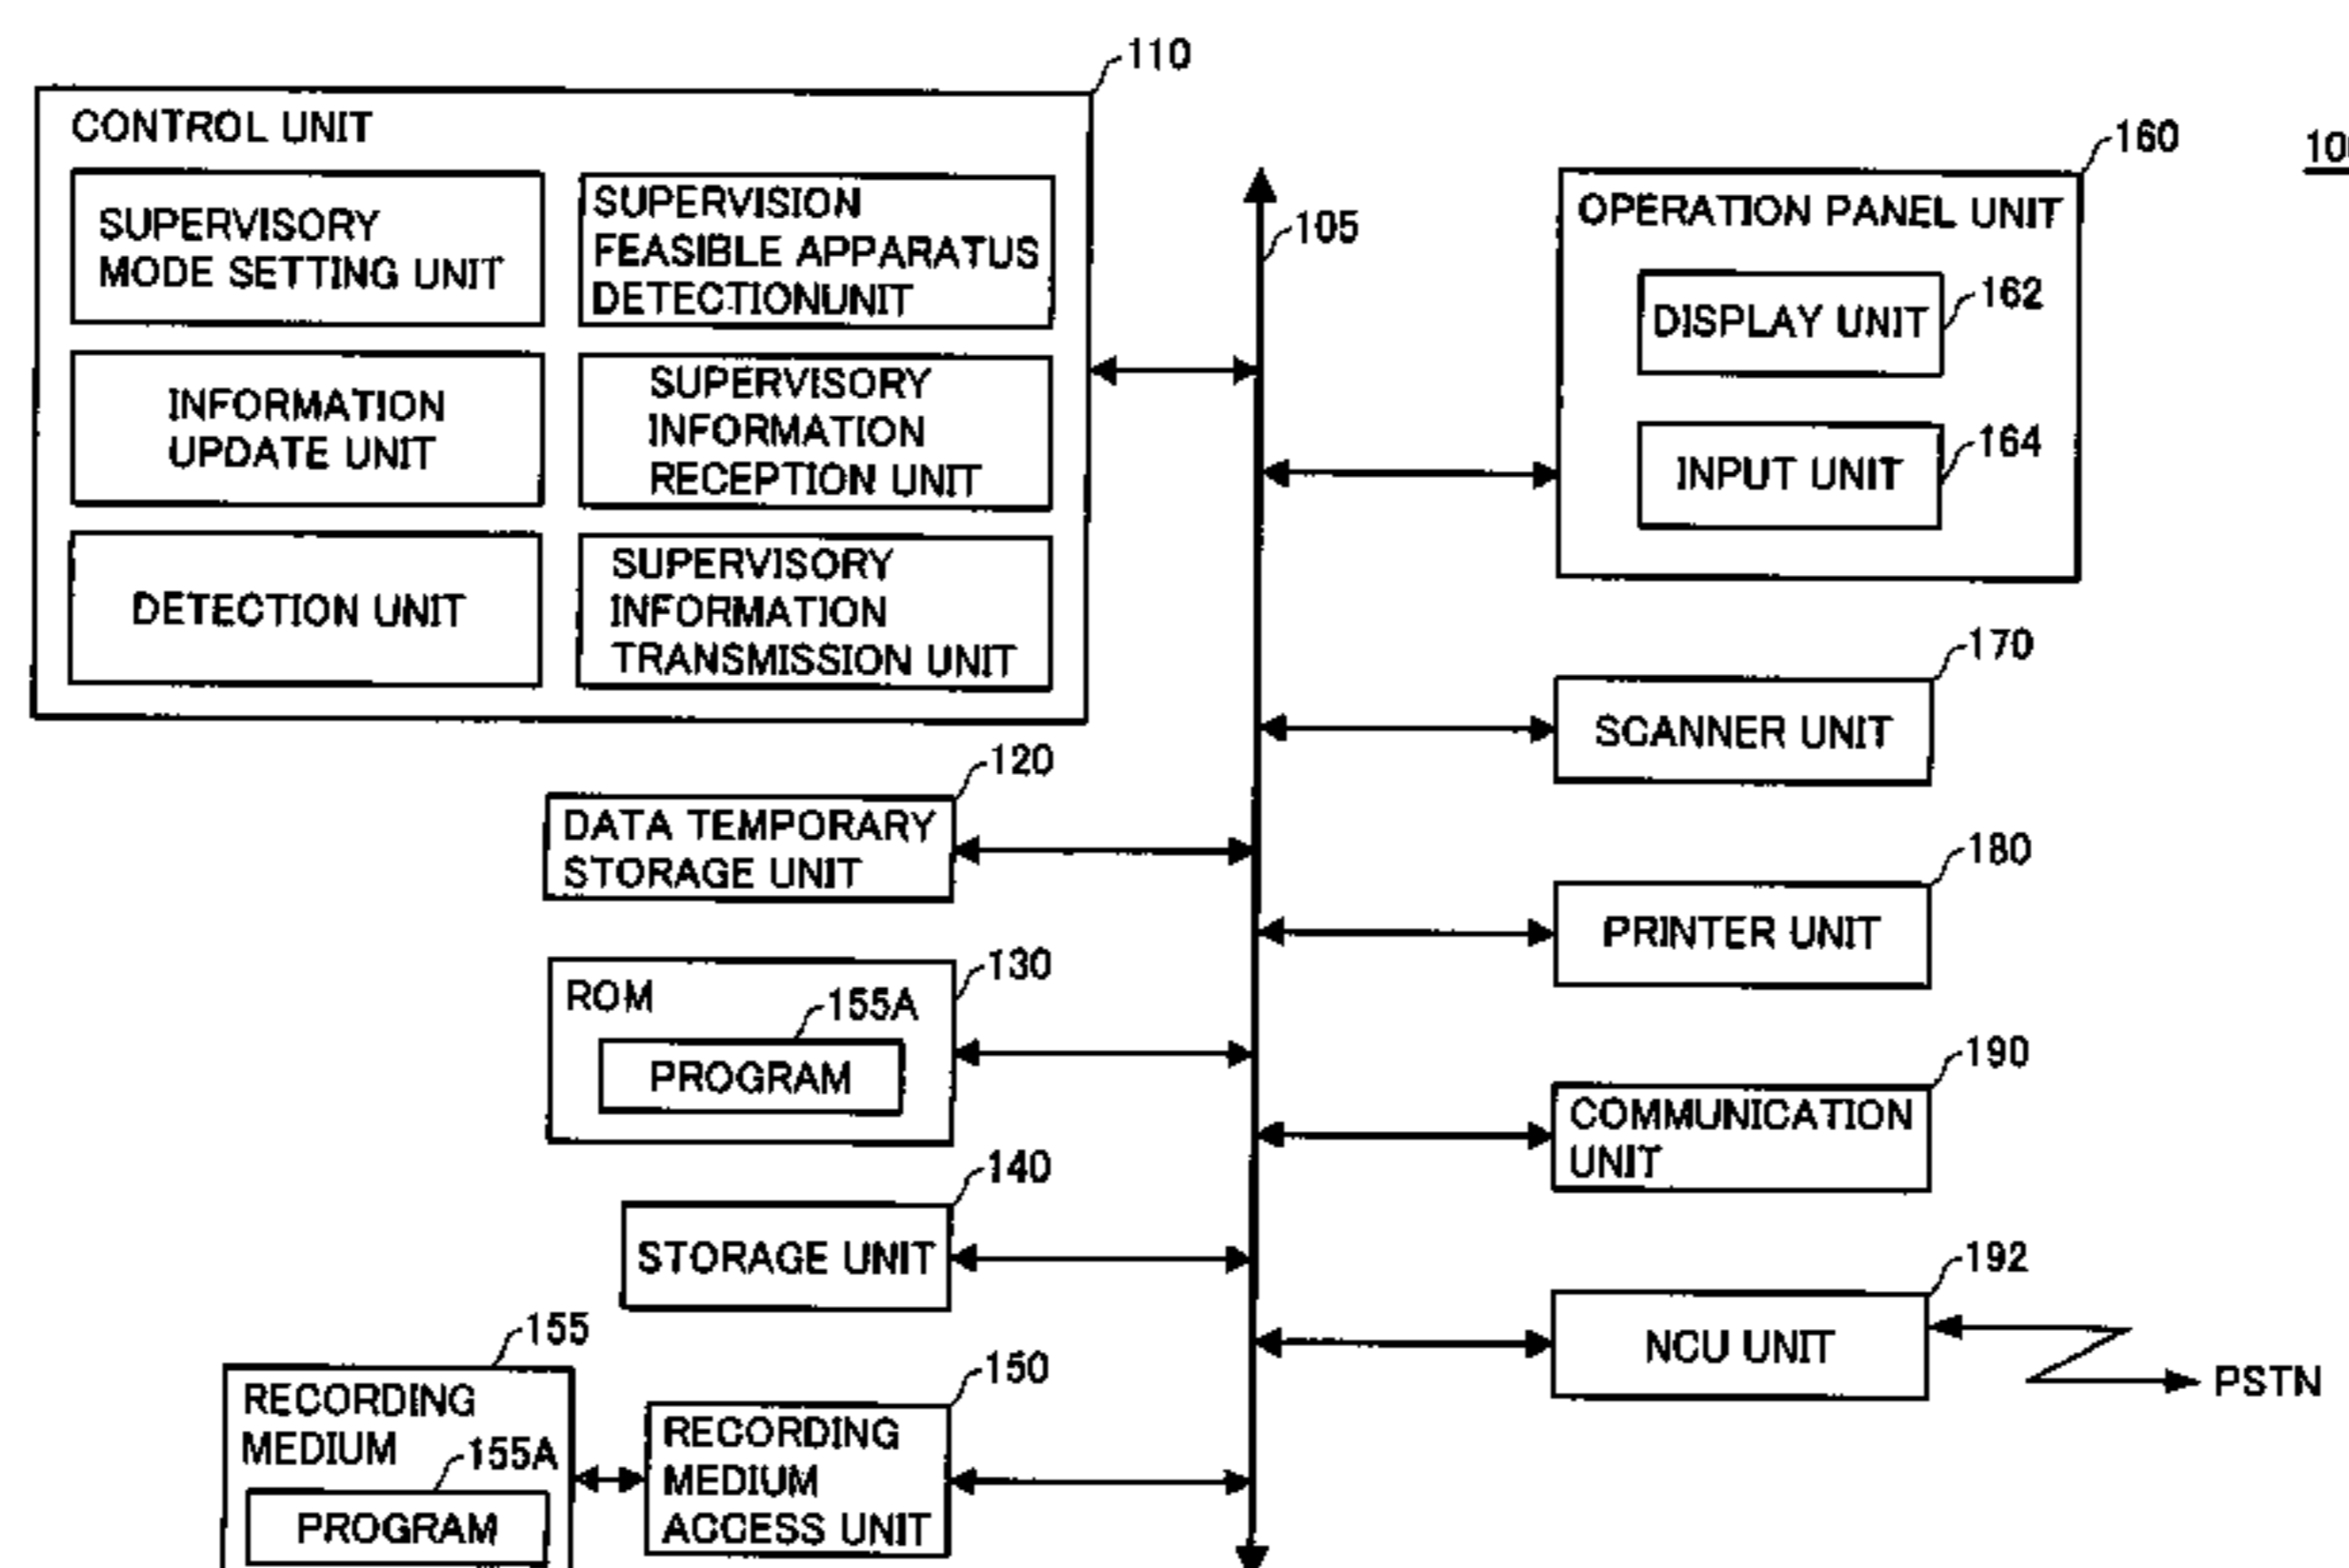 110
CONTROL UNIT
SUPERVISORY
MODE SETTING UNIT
SUPERVISION
FEASIBLE APPARATUS
DETECTIONUNIT
INFORMATION
UPDATE UNIT
SUPERVISORY
INFORMATION
RECEPTION UNIT
DETECTION UNIT
SUPERVISORY
INFORMATION
TRANSMISSION UNIT
105
160
OPERATION PANEL UNIT
162
DISPLAY UNIT
164
INPUT UNIT
170
SCANNER UNIT
120
DATA TEMPORARY
STORAGE UNIT
180
PRINTER UNIT
130
ROM
155A
PROGRAM
190
COMMUNICATION
UNIT
140
STORAGE UNIT
192
NCU UNIT
PSTN
155
RECORDING
MEDIUM
155A
PROGRAM
150
RECORDING
MEDIUM
ACCESS UNIT